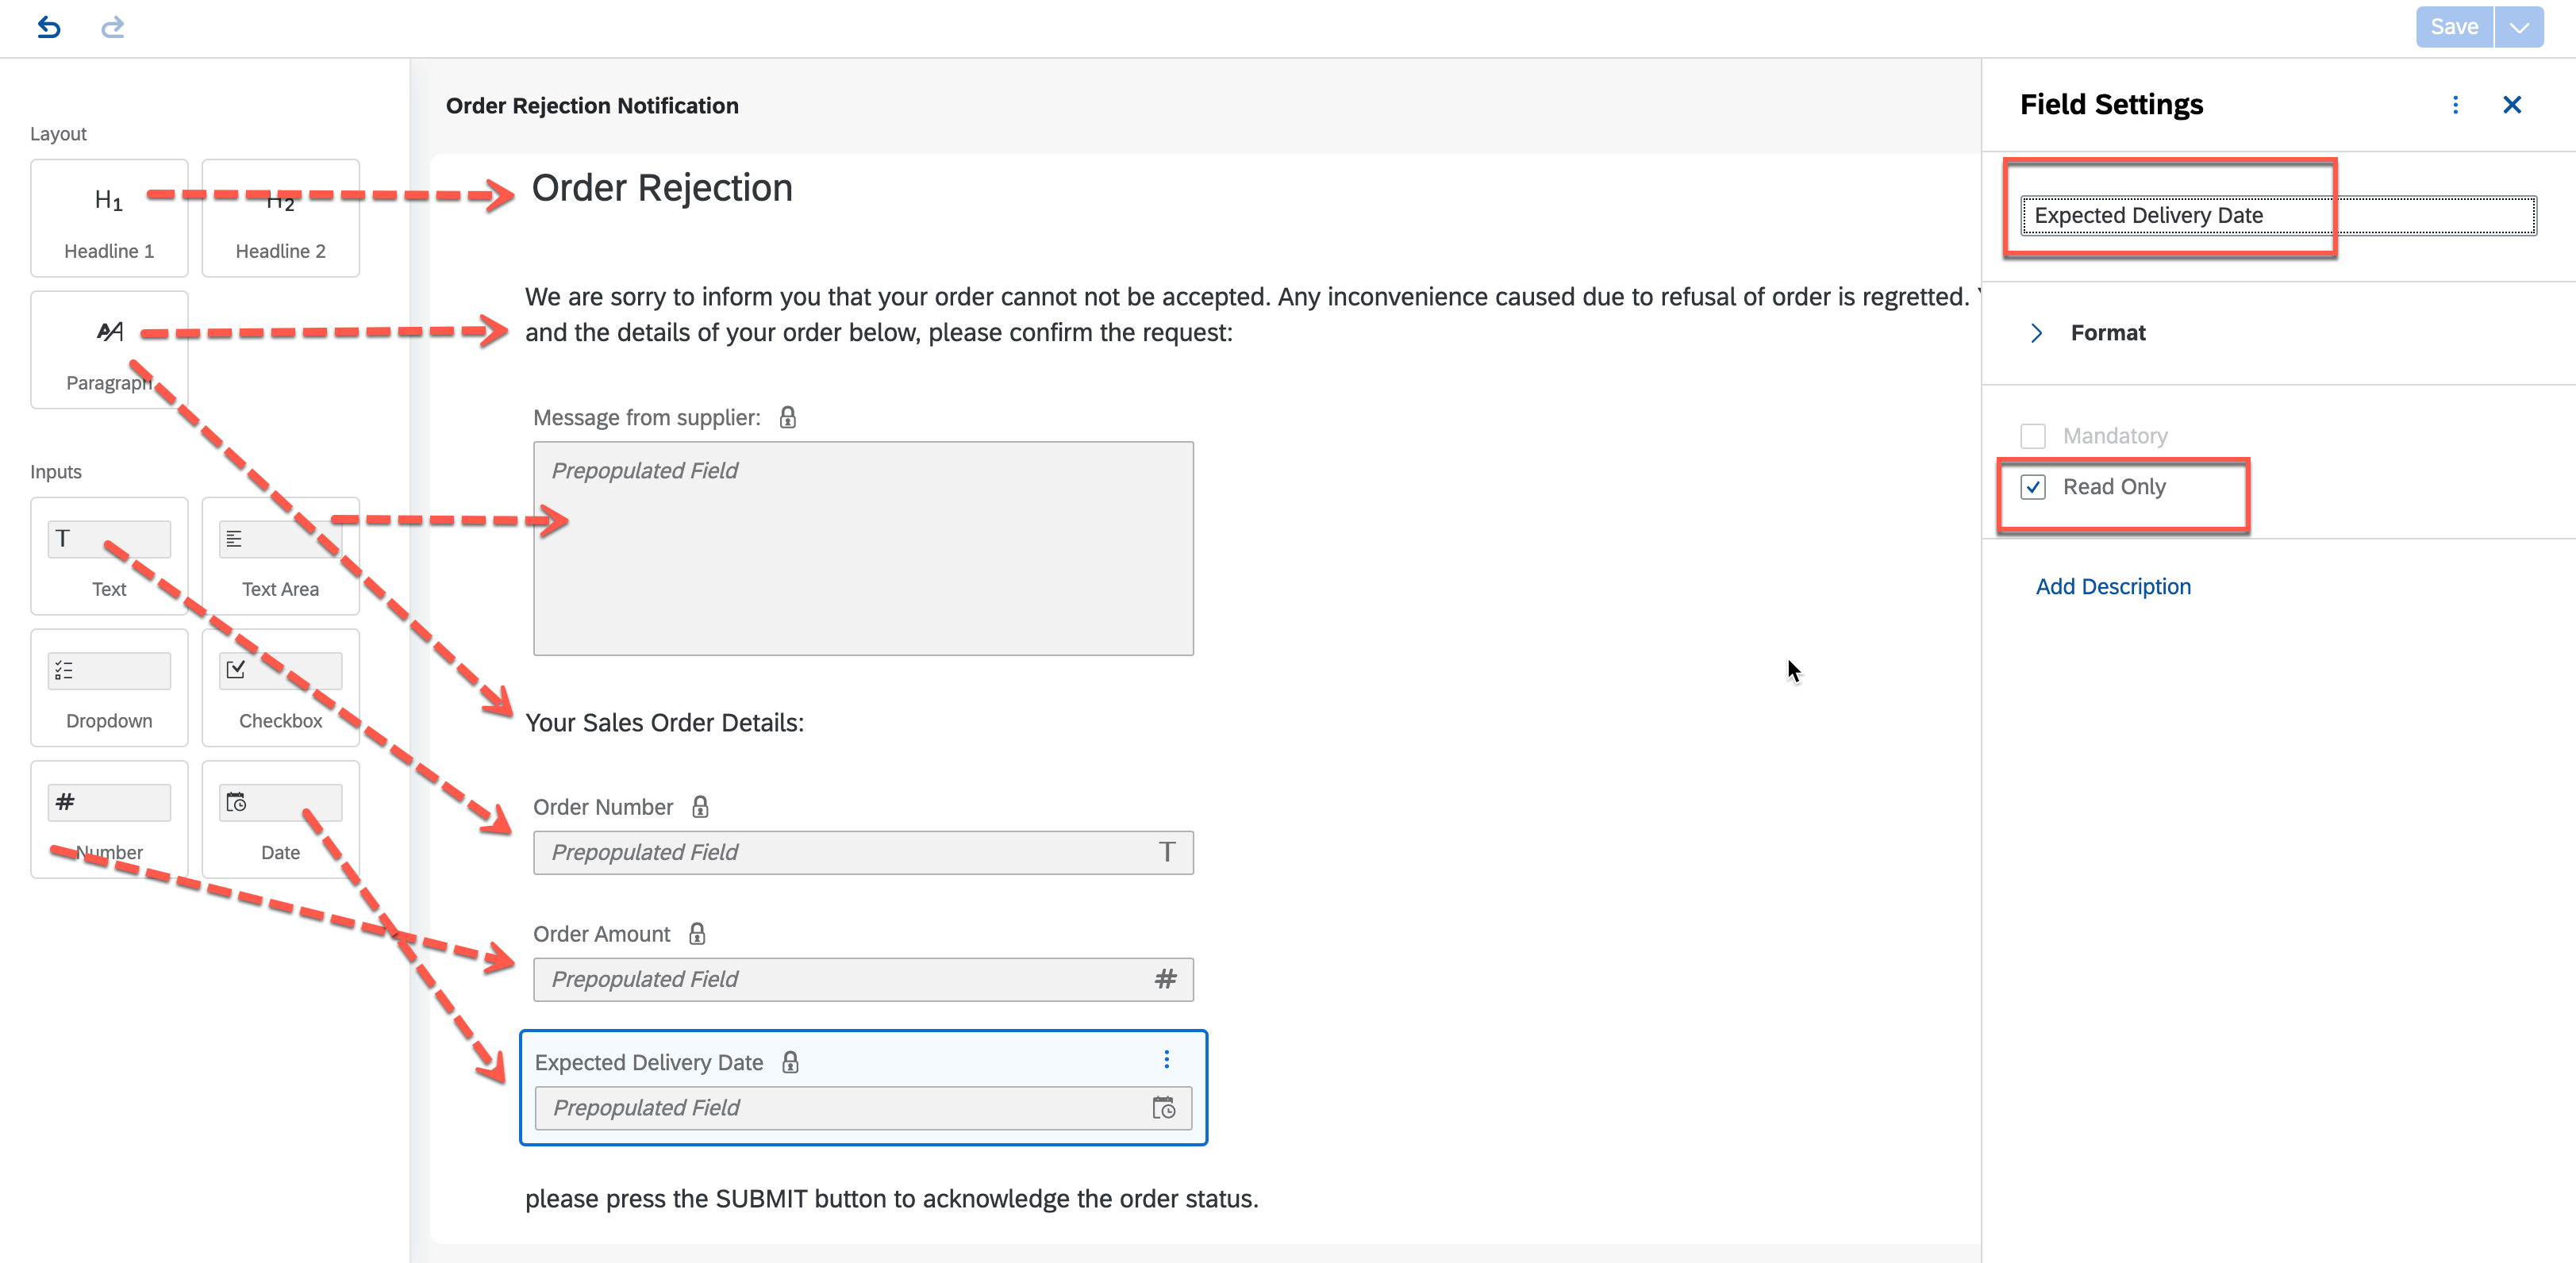 Save
Layout
H1
Headline 1
H2
Headline 2
Paragraph
Inputs
T
Text
Text Area
Dropdown
Checkbox
#
Number
Date
Order Rejection Notification
Order Rejection
We are sorry to inform you that your order cannot not be accepted. Any inconvenience caused due to refusal of order is regretted.
and the details of your order below, please confirm the request:
Message from supplier:
Prepopulated Field
Your Sales Order Details:
Order Number
Prepopulated Field T
Order Amount
Prepopulated Field #
Expected Delivery Date
Prepopulated Field
please press the SUBMIT button to acknowledge the order status.
Field Settings
Expected Delivery Date
Format
Mandatory
Read Only
Add Description